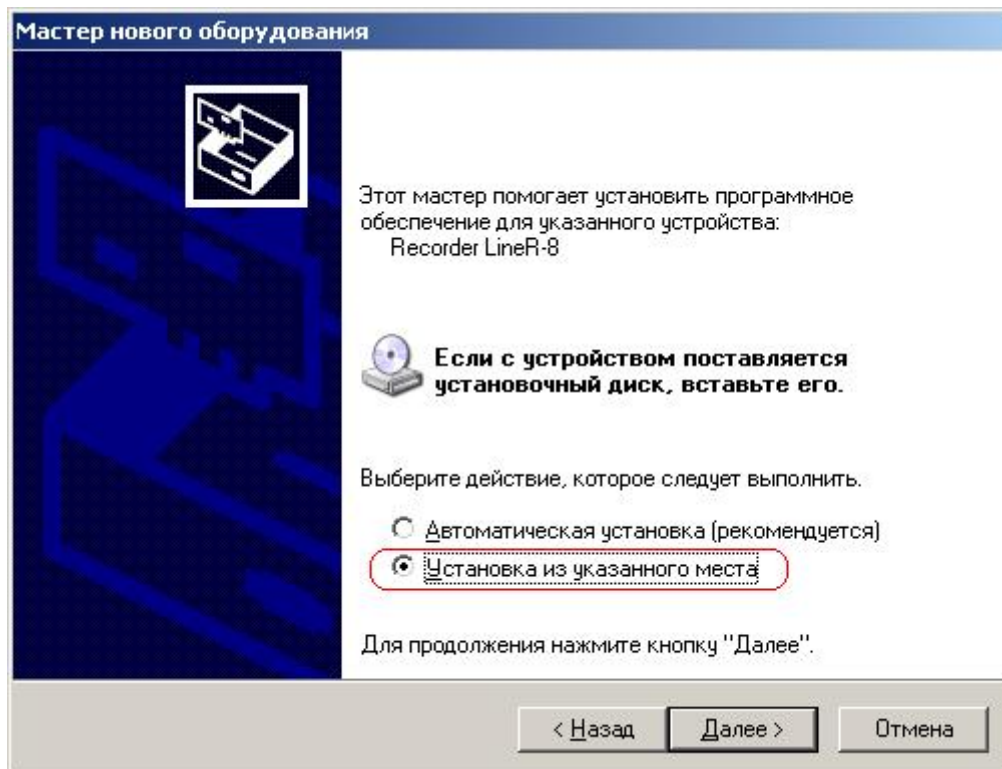 Мастер нового оборудования
Этот мастер помогает установить программное
обеспечение для указанного устройства:
Recorder LineR-8
Если с устройством поставляется
установочный диск, вставьте его.
Выберите действие, которое следует выполнить.
Автоматическая установка (рекомендуется)
Установка из указанного места
Для продолжения нажмите кнопку "Далее".
< Назад Далее > Отмена